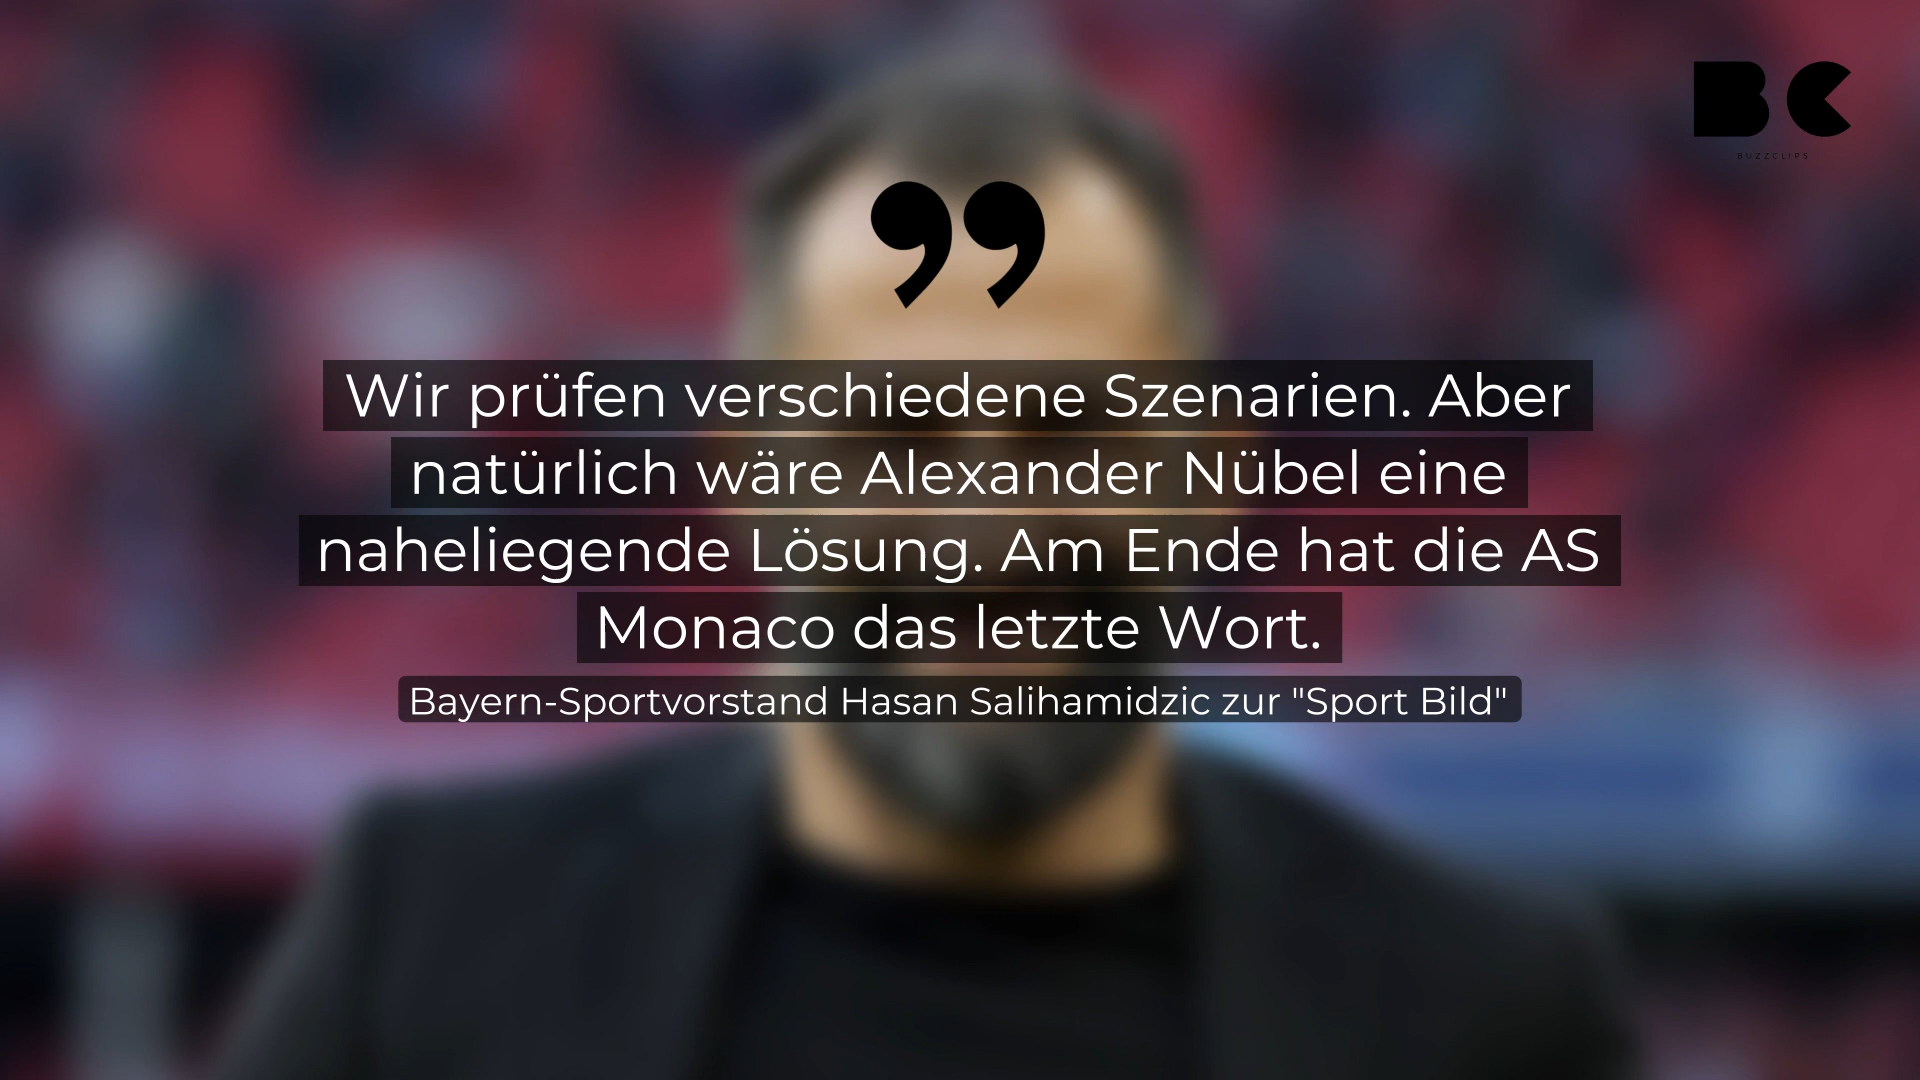 BC
BUZZCLIPS
”
Wir prüfen verschiedene Szenarien. Aber
natürlich wäre Alexander Nübel eine
naheliegende Lösung. Am Ende hat die AS
Monaco das letzte Wort.
Bayern-Sportvorstand Hasan Salihamidzic zur "Sport Bild"